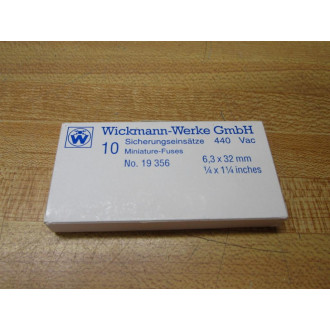 W
Wickmann-Werke GmbH
10 Sicherungseinsätze 440 Vac
Miniature-Fuses
No. 19 356 6,3 x 32 mm
¼ x 1¼ inches